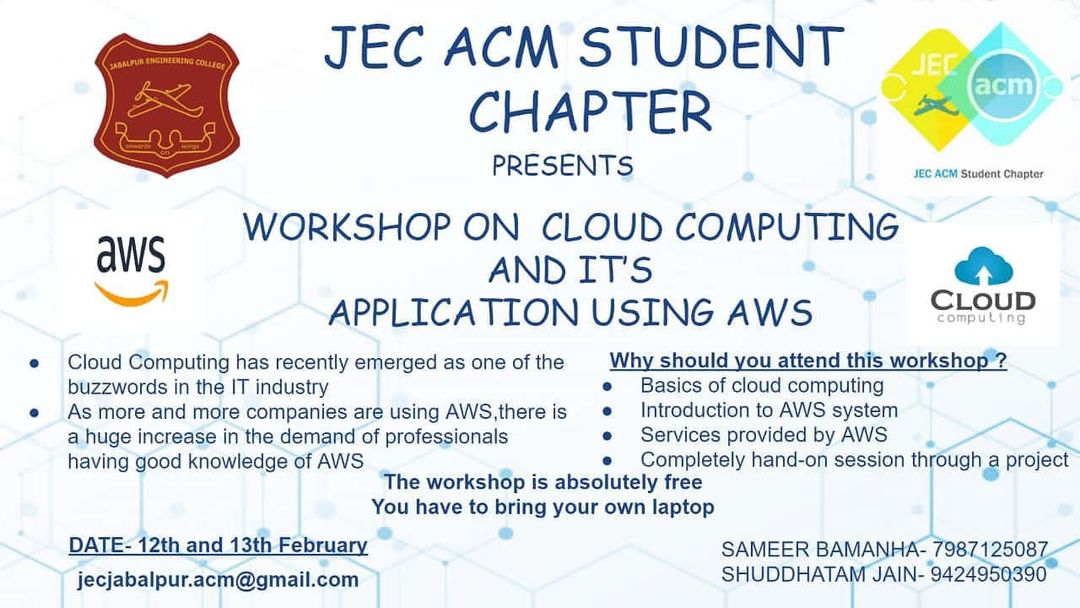 JABALPUR ENGINEERING COLLEGE
onwards on wings
JEC ACM STUDENT
CHAPTER
PRESENTS
JEC
acm
JEC ACM Student Chapter
aws
WORKSHOP ON CLOUD COMPUTING
AND IT'S
APPLICATION USING AWS
CLOUD
computing
● Cloud Computing has recently emerged as one of the
buzzwords in the IT industry
● As more and more companies are using AWS,there is
a huge increase in the demand of professionals
having good knowledge of AWS
Why should you attend this workshop ?
● Basics of cloud computing
● Introduction to AWS system
● Services provided by AWS
● Completely hand-on session through a project
The workshop is absolutely free
You have to bring your own laptop
DATE- 12th and 13th February
jecjabalpur.acm@gmail.com
SAMEER BAMANHA- 7987125087
SHUDDHATAM JAIN- 9424950390